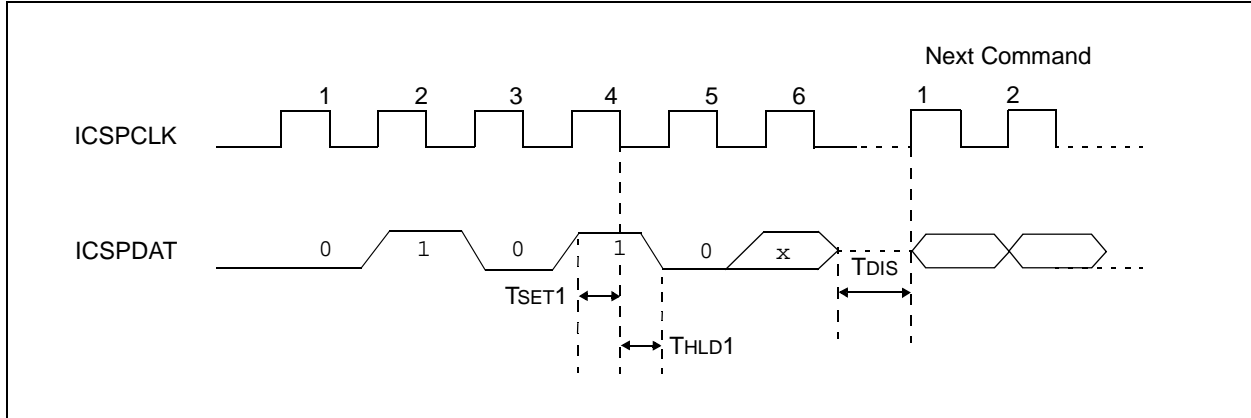 Next Command
1 2 3 4 5 6 1 2
ICSPCLK
ICSPDAT
0 1 0 1 0 x
TDIS
TSET1
THLD1